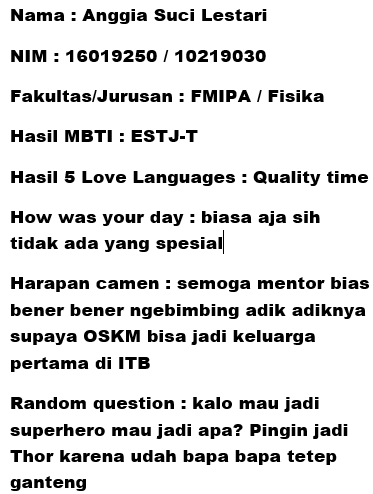 Nama : Anggia Suci Lestari
NIM : 16019250 / 10219030
Fakultas/Jurusan : FMIPA / Fisika
Hasil MBTI : ESTJ-T
Hasil 5 Love Languages : Quality time
How was your day : biasa aja sih
tidak ada yang spesial
Harapan camen : semoga mentor bias
bener bener ngebimbing adik adiknya
supaya OSKM bisa jadi keluarga
pertama di ITB
Random question : kalo mau jadi
superhero mau jadi apa? Pingin jadi
Thor karena udah bapa bapa tetep
ganteng